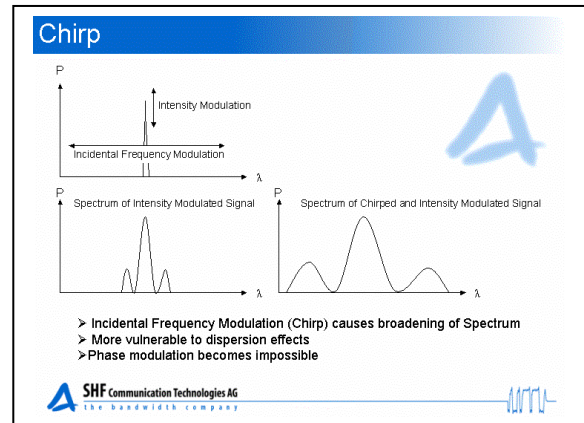 Chirp
P
Intensity Modulation
Incidental Frequency Modulation
λ
P
Spectrum of Intensity Modulated Signal
λ
P
Spectrum of Chirped and Intensity Modulated Signal
λ
➢ Incidental Frequency Modulation (Chirp) causes broadening of Spectrum
➢ More vulnerable to dispersion effects
➢Phase modulation becomes impossible
SHF Communication Technologies AG
the bandwidth company